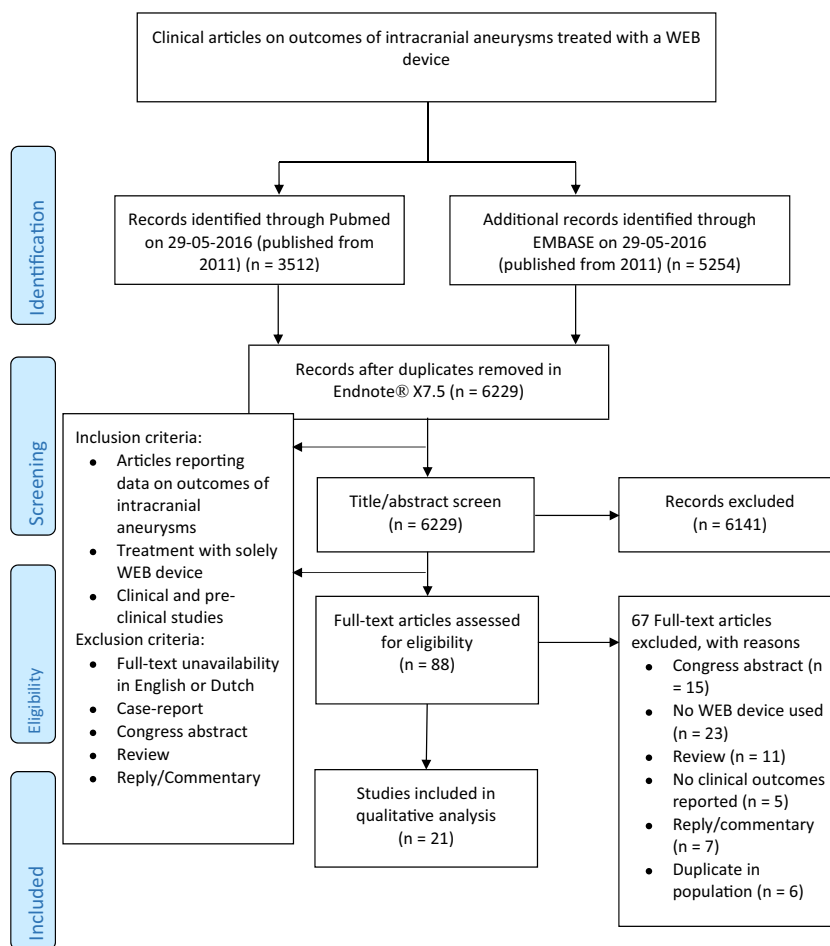 Clinical articles on outcomes of intracranial aneurysms treated with a WEB
device
Identification
Records identified through Pubmed
on 29-05-2016 (published from
2011) (n = 3512)
Additional records identified through
EMBASE on 29-05-2016
(published from 2011) (n = 5254)
Records after duplicates removed in
Endnote® X7.5 (n = 6229)
Screening
Inclusion criteria:
● Articles reporting
data on outcomes of
intracranial
aneurysms
● Treatment with solely
WEB device
● Clinical and pre-
clinical studies
Exclusion criteria:
● Full-text unavailability
in English or Dutch
● Case-report
● Congress abstract
● Review
● Reply/Commentary
Title/abstract screen
(n = 6229)
Records excluded
(n = 6141)
Eligibility
Full-text articles assessed
for eligibility
(n = 88)
67 Full-text articles
excluded, with reasons
● Congress abstract (n
= 15)
● No WEB device used
(n = 23)
● Review (n = 11)
● No clinical outcomes
reported (n = 5)
● Reply/commentary
(n = 7)
● Duplicate in
population (n = 6)
Included
Studies included in
qualitative analysis
(n = 21)